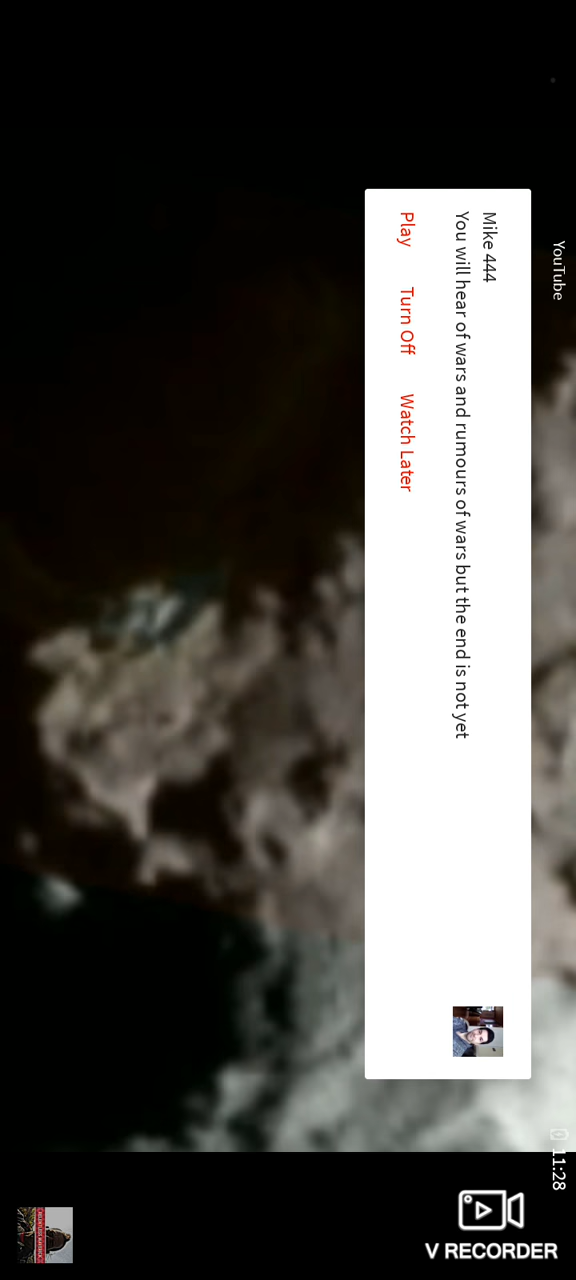 YouTube
11:28
Mike 444
You will hear of wars and rumours of wars but the end is not yet
Play Turn Off Watch Later
V RECORDER